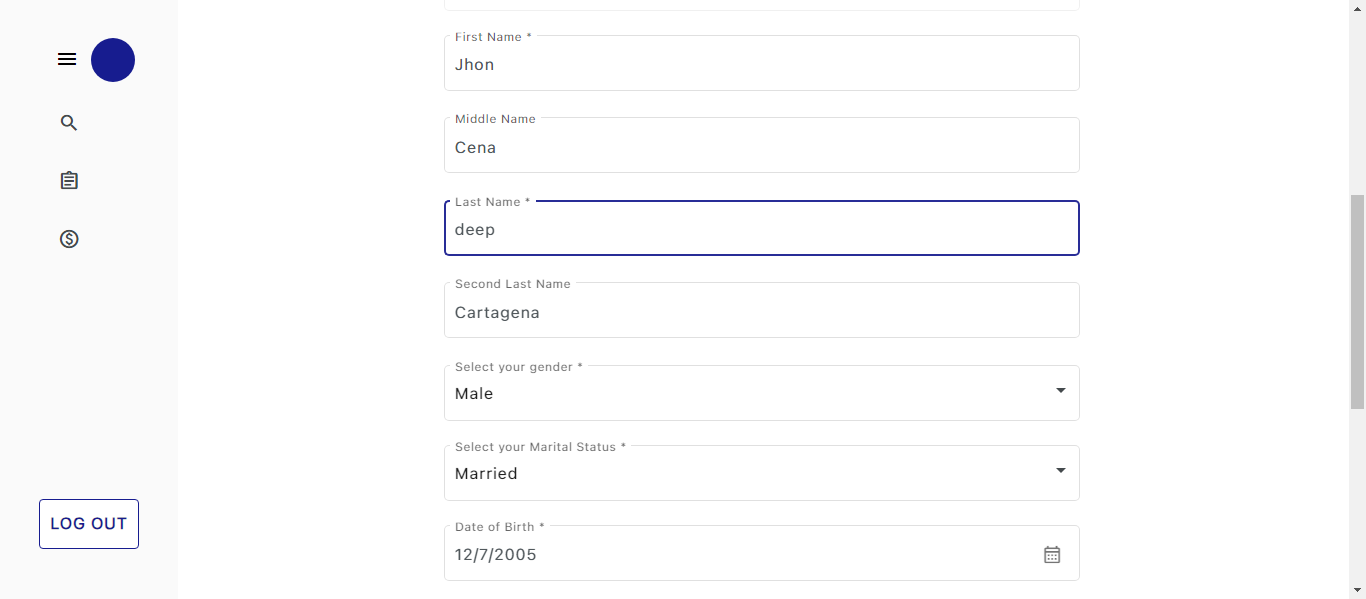 First Name *
Jhon
Middle Name
Cena
Last Name *
deep
Second Last Name
Cartagena
Select your gender *
Male
Select your Marital Status *
Married
Date of Birth *
12/7/2005
LOG OUT